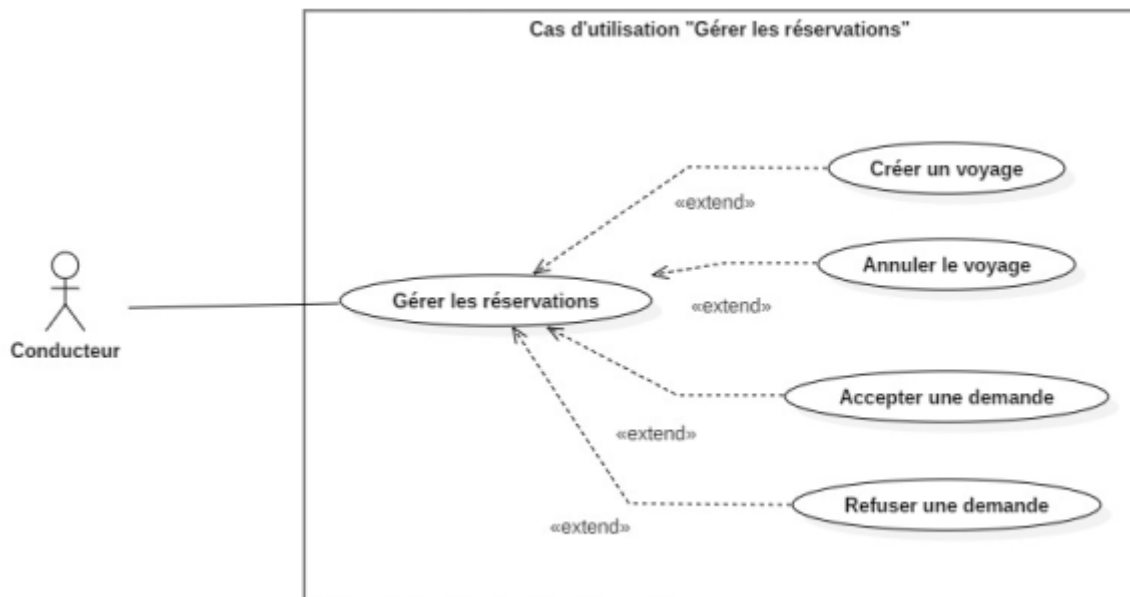 Cas d'utilisation "Gérer les réservations"
Créer un voyage
«extend»
Annuler le voyage
«extend»
Gérer les réservations
Conducteur
Accepter une demande
«extend»
Refuser une demande
«extend»